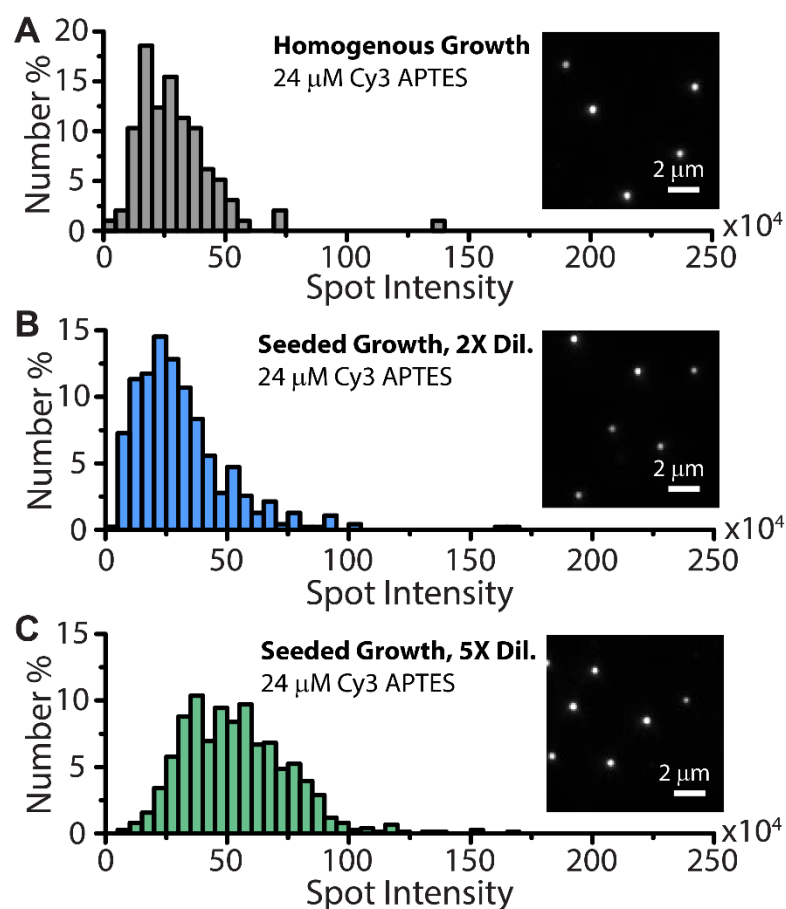 A
Homogenous Growth
24 μM Cy3 APTES
2 μm
Number %
20
15
10
5
0
0 50 100 150 200 250 x10⁴
Spot Intensity
B
Seeded Growth, 2X Dil.
24 μM Cy3 APTES
2 μm
Number %
15
10
5
0
0 50 100 150 200 250 x10⁴
Spot Intensity
C
Seeded Growth, 5X Dil.
24 μM Cy3 APTES
2 μm
Number %
15
10
5
0
0 50 100 150 200 250 x10⁴
Spot Intensity